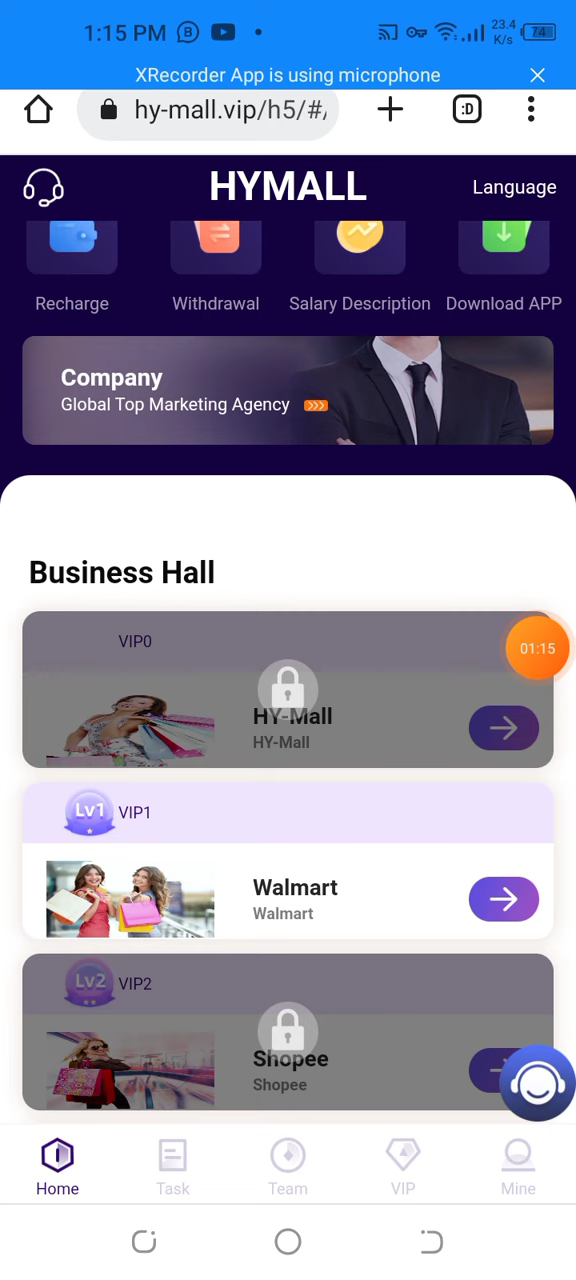 1:15 PM
23.4
K/s
74
XRecorder App is using microphone
hy-mall.vip/h5/#/
:D
HYMALL
Language
Recharge
Withdrawal
Salary Description
Download APP
Company
Global Top Marketing Agency
Business Hall
VIP0
01:15
HY-Mall
HY-Mall
Lv1
VIP1
Walmart
Walmart
Lv2
VIP2
Shopee
Shopee
Home
Task
Team
VIP
Mine